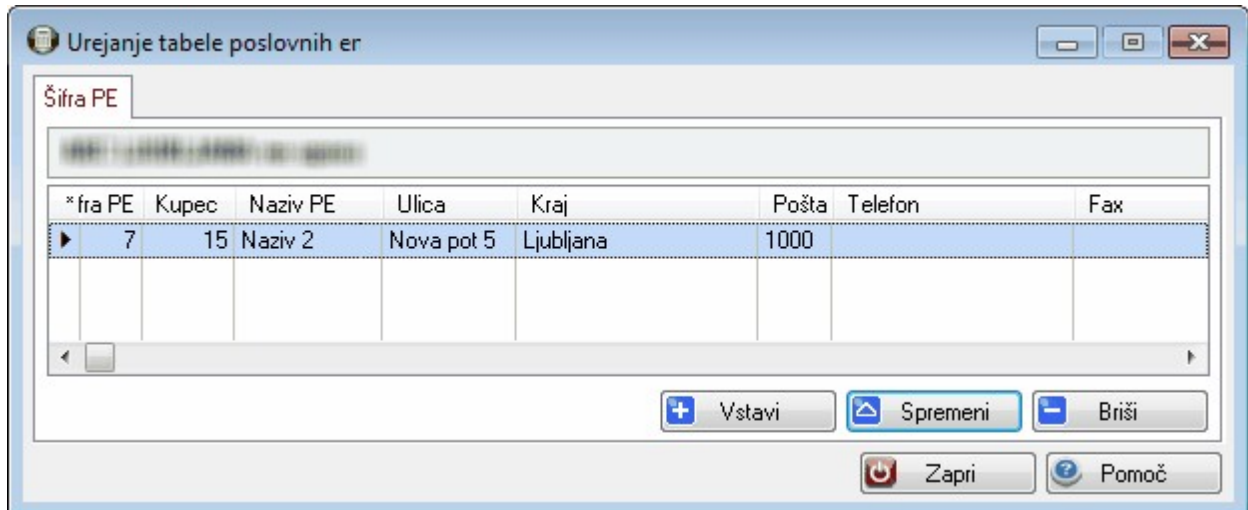 Urejanje tabele poslovnih er
Šifra PE
*fra PE Kupec Naziv PE Ulica Kraj Pošta Telefon Fax
7 15 Naziv 2 Nova pot 5 Ljubljana 1000
Vstavi Spremeni Briši
Zapri Pomoč